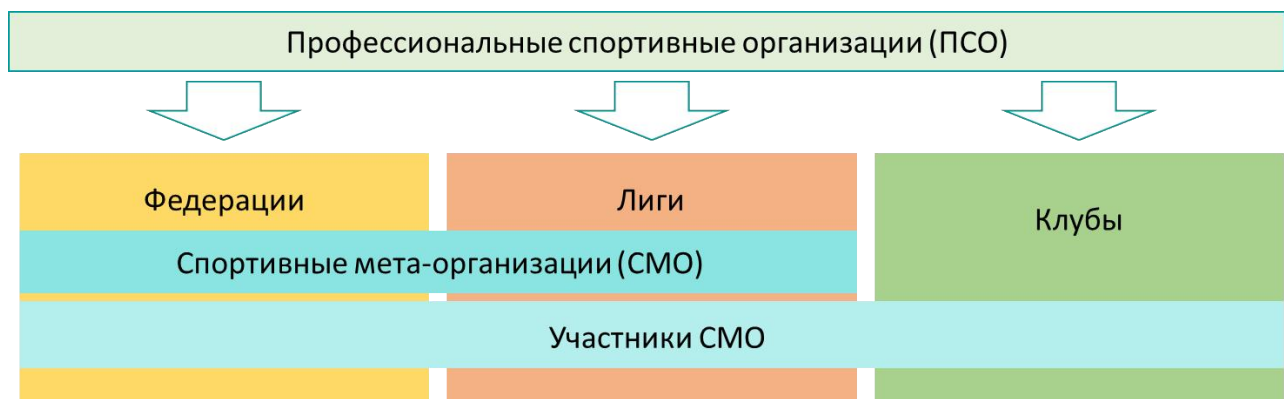 Профессиональные спортивные организации (ПСО)
Федерации
Лиги
Клубы
Спортивные мета-организации (СМО)
Участники СМО